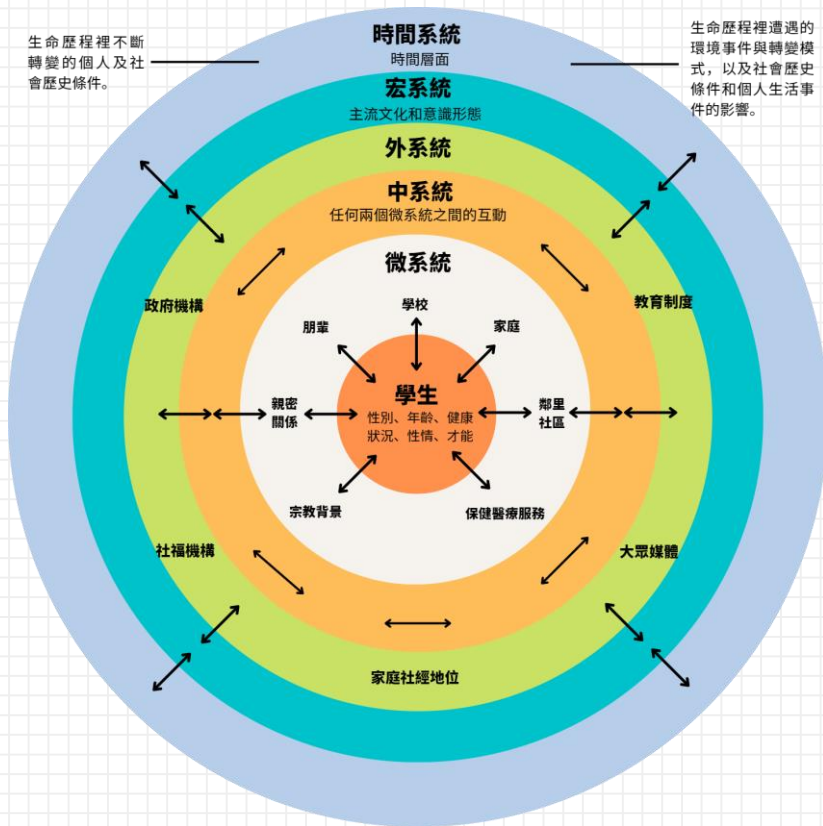 生命歷程裡不斷
轉變的個人及社
會歷史條件。
生命歷程裡遭遇的
環境事件與轉變模
式，以及社會歷史
條件和個人生活事
件的影響。
時間系統
時間層面
宏系統
主流文化和意識形態
外系統
中系統
任何兩個微系統之間的互動
微系統
政府機構
教育制度
學校
朋輩
家庭
學生
性別、年齡、健康
狀況、性情、才能
親密
關係
鄰里
社區
宗教背景
保健醫療服務
社福機構
大眾媒體
家庭社經地位